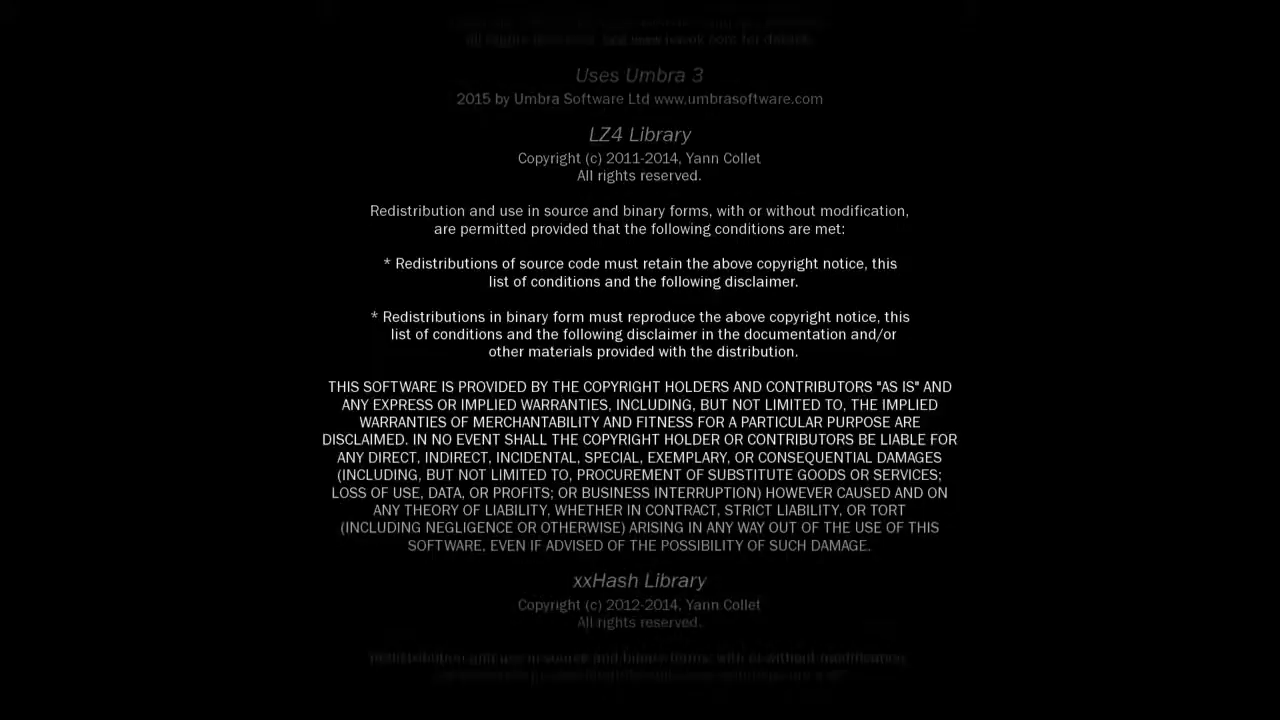 Uses Umbra 3
2015 by Umbra Software Ltd www.umbrasoftware.com
LZ4 Library
Copyright (c) 2011-2014, Yann Collet
All rights reserved.
Redistribution and use in source and binary forms, with or without modification,
are permitted provided that the following conditions are met:
* Redistributions of source code must retain the above copyright notice, this
list of conditions and the following disclaimer.
* Redistributions in binary form must reproduce the above copyright notice, this
list of conditions and the following disclaimer in the documentation and/or
other materials provided with the distribution.
THIS SOFTWARE IS PROVIDED BY THE COPYRIGHT HOLDERS AND CONTRIBUTORS "AS IS" AND
ANY EXPRESS OR IMPLIED WARRANTIES, INCLUDING, BUT NOT LIMITED TO, THE IMPLIED
WARRANTIES OF MERCHANTABILITY AND FITNESS FOR A PARTICULAR PURPOSE ARE
DISCLAIMED. IN NO EVENT SHALL THE COPYRIGHT HOLDER OR CONTRIBUTORS BE LIABLE FOR
ANY DIRECT, INDIRECT, INCIDENTAL, SPECIAL, EXEMPLARY, OR CONSEQUENTIAL DAMAGES
(INCLUDING, BUT NOT LIMITED TO, PROCUREMENT OF SUBSTITUTE GOODS OR SERVICES;
LOSS OF USE, DATA, OR PROFITS; OR BUSINESS INTERRUPTION) HOWEVER CAUSED AND ON
ANY THEORY OF LIABILITY, WHETHER IN CONTRACT, STRICT LIABILITY, OR TORT
(INCLUDING NEGLIGENCE OR OTHERWISE) ARISING IN ANY WAY OUT OF THE USE OF THIS
SOFTWARE, EVEN IF ADVISED OF THE POSSIBILITY OF SUCH DAMAGE.
xxHash Library
Copyright (c) 2012-2014, Yann Collet
All rights reserved.